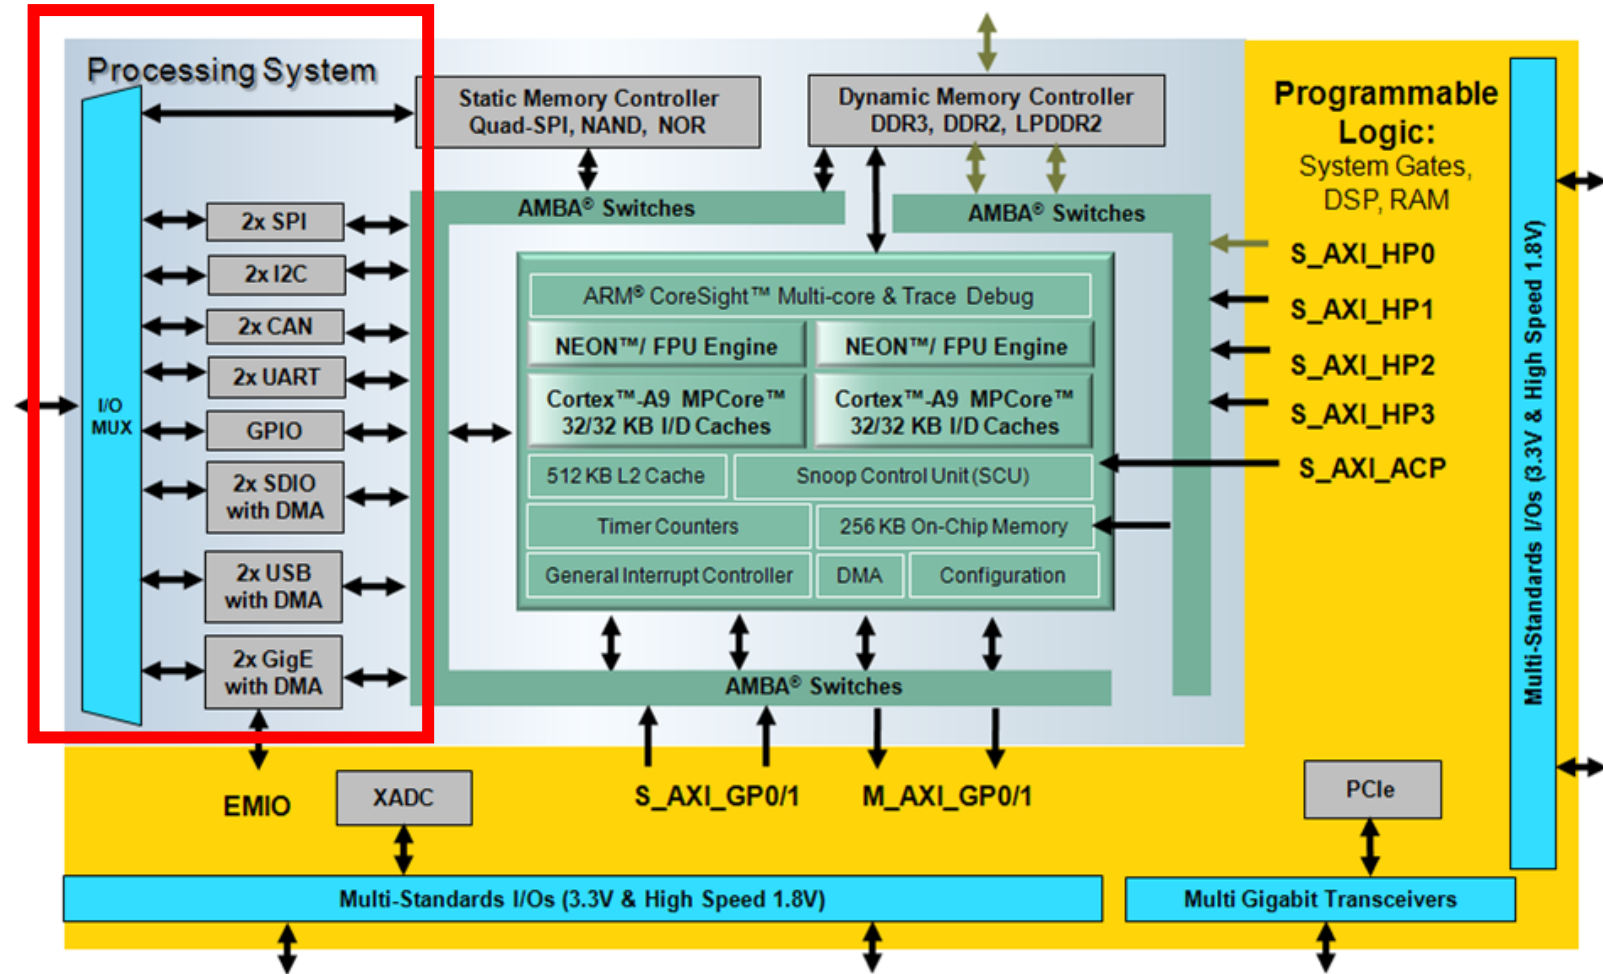 Processing System
Static Memory Controller
Quad-SPI, NAND, NOR
Dynamic Memory Controller
DDR3, DDR2, LPDDR2
Programmable
Logic:
System Gates,
DSP, RAM
AMBA® Switches
AMBA® Switches
I/O
MUX
2x SPI
2x I2C
2x CAN
2x UART
GPIO
2x SDIO
with DMA
2x USB
with DMA
2x GigE
with DMA
ARM® CoreSight™ Multi-core & Trace Debug
NEON™/ FPU Engine
NEON™/ FPU Engine
Cortex™-A9 MPCore™
32/32 KB I/D Caches
Cortex™-A9 MPCore™
32/32 KB I/D Caches
512 KB L2 Cache
Snoop Control Unit (SCU)
Timer Counters
256 KB On-Chip Memory
General Interrupt Controller
DMA
Configuration
AMBA® Switches
S_AXI_HP0
S_AXI_HP1
S_AXI_HP2
S_AXI_HP3
S_AXI_ACP
Multi-Standards I/Os (3.3V & High Speed 1.8V)
EMIO
XADC
S_AXI_GP0/1
M_AXI_GP0/1
PCIe
Multi-Standards I/Os (3.3V & High Speed 1.8V)
Multi Gigabit Transceivers